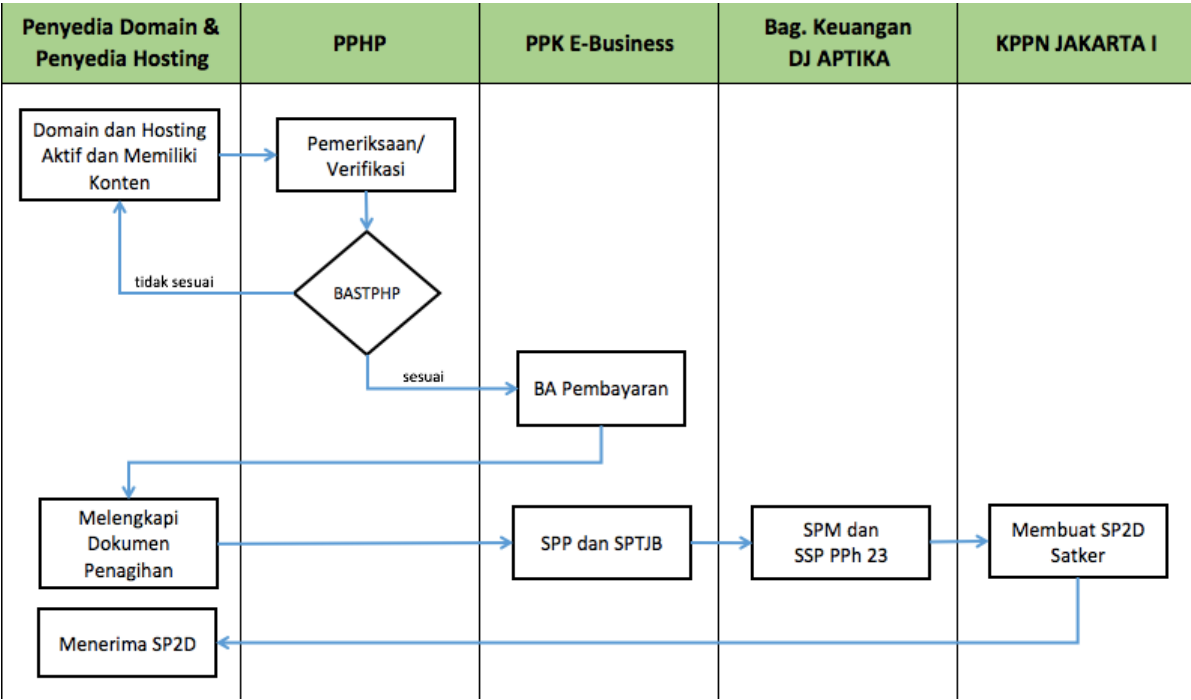 Penyedia Domain &
Penyedia Hosting
PPHP
PPK E-Business
Bag. Keuangan
DJ APTIKA
KPPN JAKARTA I
Domain dan Hosting
Aktif dan Memiliki
Konten
Pemeriksaan/
Verifikasi
tidak sesuai
BASTPHP
sesuai
BA Pembayaran
Melengkapi
Dokumen
Penagihan
SPP dan SPTJB
SPM dan
SSP PPh 23
Membuat SP2D
Satker
Menerima SP2D